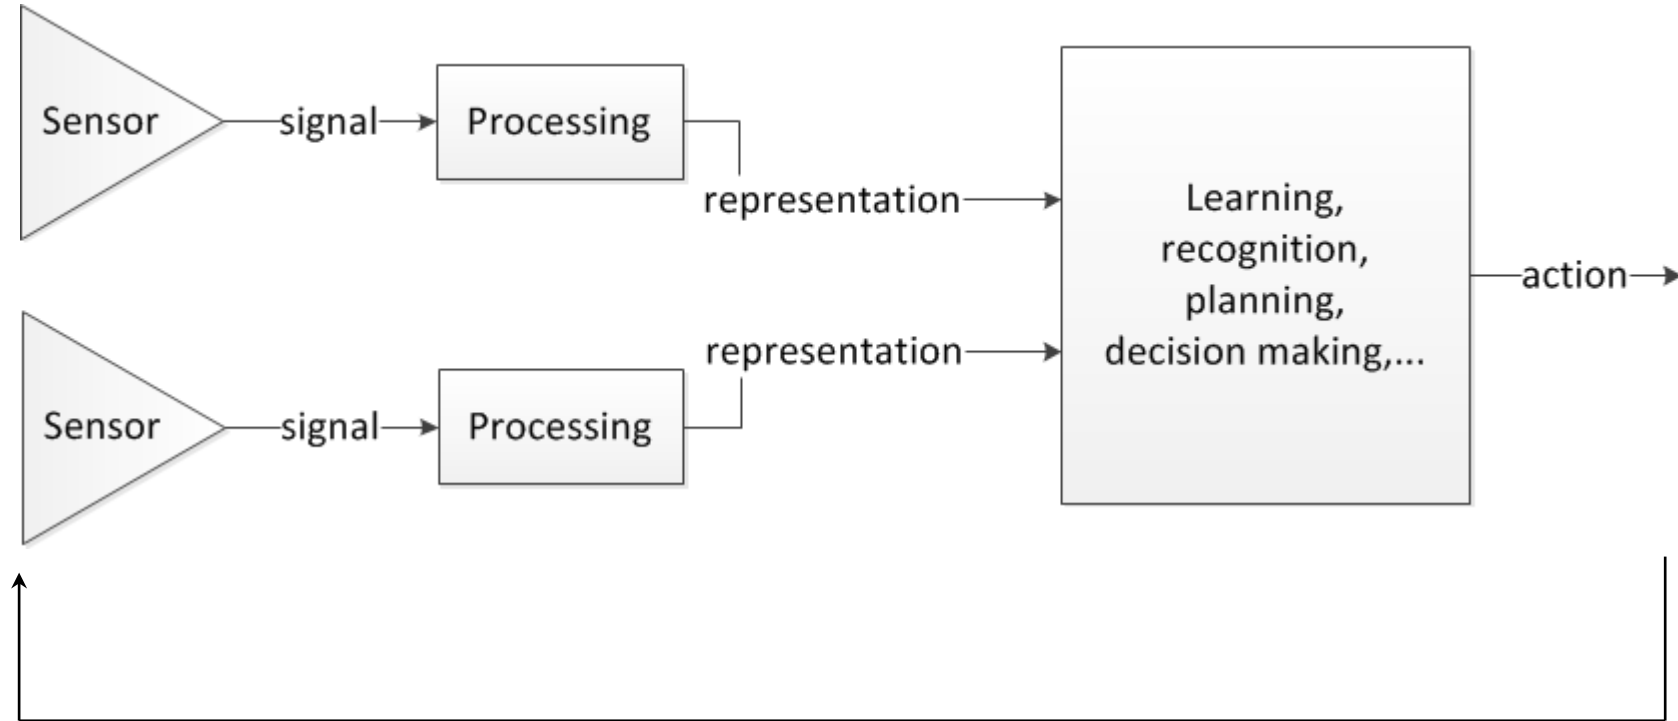 Sensor
signal
Processing
representation
Learning,
recognition,
planning,
decision making,...
action
representation
Sensor
signal
Processing